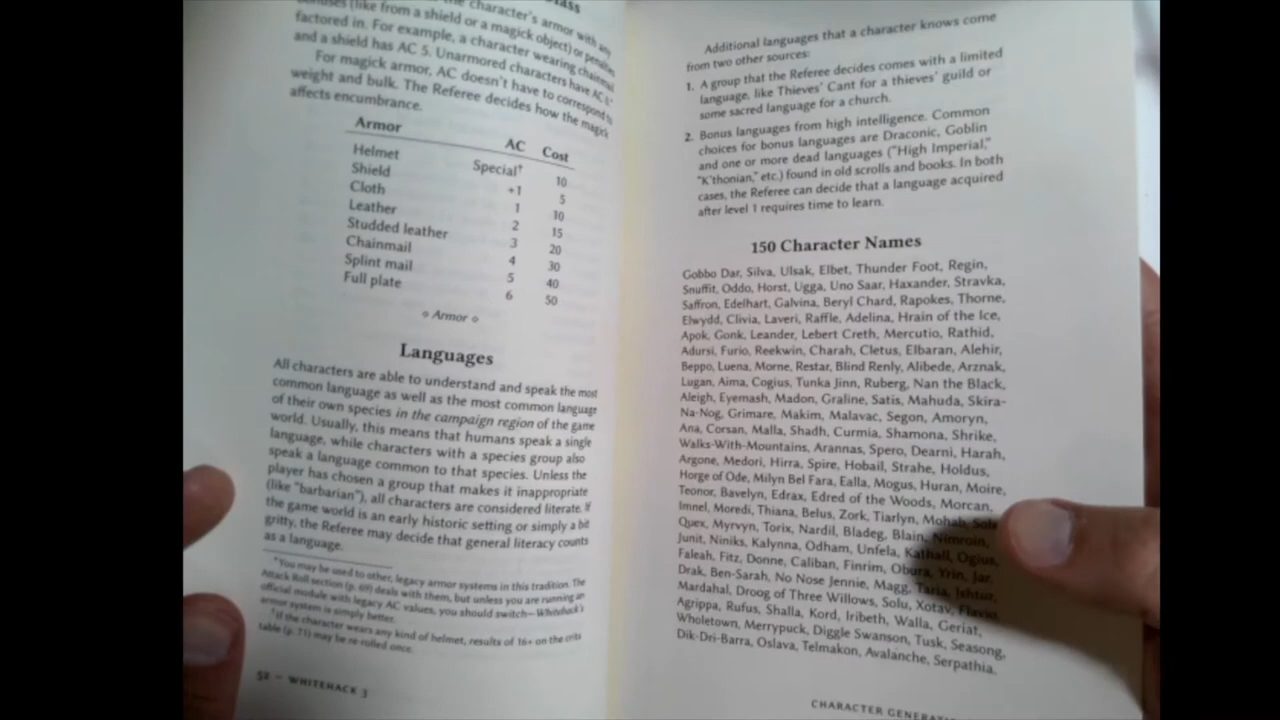 the character's armor with any
bonuses (like from a shield or a magick object) or penalties
factored in. For example, a character wearing chainmail
and a shield has AC 5. Unarmored characters have AC 0.*
For magick armor, AC doesn't have to correspond to
weight and bulk. The Referee decides how the magick
affects encumbrance.
Armor AC Cost
Helmet Special† 10
Shield +1 5
Cloth 1 10
Leather 2 15
Studded leather 3 20
Chainmail 4 30
Splint mail 5 40
Full plate 6 50
⋄ Armor ⋄
Languages
All characters are able to understand and speak the most
common language as well as the most common language
of their own species in the campaign region of the game
world. Usually, this means that humans speak a single
language, while characters with a species group also
speak a language common to that species. Unless the
player has chosen a group that makes it inappropriate
(like "barbarian"), all characters are considered literate. If
the game world is an early historic setting or simply a bit
gritty, the Referee may decide that general literacy counts
as a language.
*You may be used to other, legacy armor systems in this tradition. The
Attack Roll section (p. 69) deals with them, but unless you are running an
official module with legacy AC values, you should switch—Whitehack's
armor system is simply better.
†If the character wears any kind of helmet, results of 16+ on the crits
table (p. 71) may be re-rolled once.
52 — WHITEHACK 3
Additional languages that a character knows come
from two other sources:
1. A group that the Referee decides comes with a limited
language, like Thieves' Cant for a thieves' guild or
some sacred language for a church.
2. Bonus languages from high intelligence. Common
choices for bonus languages are Draconic, Goblin
and one or more dead languages ("High Imperial,"
"K'thonian," etc.) found in old scrolls and books. In both
cases, the Referee can decide that a language acquired
after level 1 requires time to learn.
150 Character Names
Gobbo Dar, Silva, Ulsak, Elbet, Thunder Foot, Regin,
Snuffit, Oddo, Horst, Ugga, Uno Saar, Haxander, Stravka,
Saffron, Edelhart, Galvina, Beryl Chard, Rapokes, Thorne,
Elwydd, Clivia, Laveri, Raffle, Adelina, Hrain of the Ice,
Apok, Gonk, Leander, Lebert Creth, Mercutio, Rathid,
Adursi, Furio, Reekwin, Charah, Cletus, Elbaran, Alehir,
Beppo, Luena, Morne, Restar, Blind Renly, Alibede, Arznak,
Lugan, Aima, Cogius, Tunka Jinn, Ruberg, Nan the Black,
Aleigh, Eyemash, Madon, Graline, Satis, Mahuda, Skira-
Na-Nog, Grimare, Makim, Malavac, Segon, Amoryn,
Ana, Corsan, Malla, Shadh, Curmia, Shamona, Shrike,
Walks-With-Mountains, Arannas, Spero, Dearni, Harah,
Argone, Medori, Hirra, Spire, Hobail, Strahe, Holdus,
Horge of Ode, Milyn Bel Fara, Ealla, Mogus, Huran, Moire,
Teonor, Bavelyn, Edrax, Edred of the Woods, Morcan,
Imnel, Moredi, Thiana, Belus, Zork, Tiarlyn, Mohab,
Quex, Myrvyn, Torix, Nardil, Bladeg, Blain, Nimroin,
Junit, Niniks, Kalynna, Odham, Unfela, Kathall, Ogius,
Faleah, Fitz, Donne, Caliban, Finrim, Obura, Yrin, Jar,
Drak, Ben-Sarah, No Nose Jennie, Magg, Taria, Jehtur,
Mardahal, Droog of Three Willows, Solu, Xotav, Flavio,
Agrippa, Rufus, Shalla, Kord, Iribeth, Walla, Geriat,
Wholetown, Merrypuck, Diggle Swanson, Tusk, Seasong,
Dik-Dri-Barra, Oslava, Telmakon, Avalanche, Serpathia.
CHARACTER